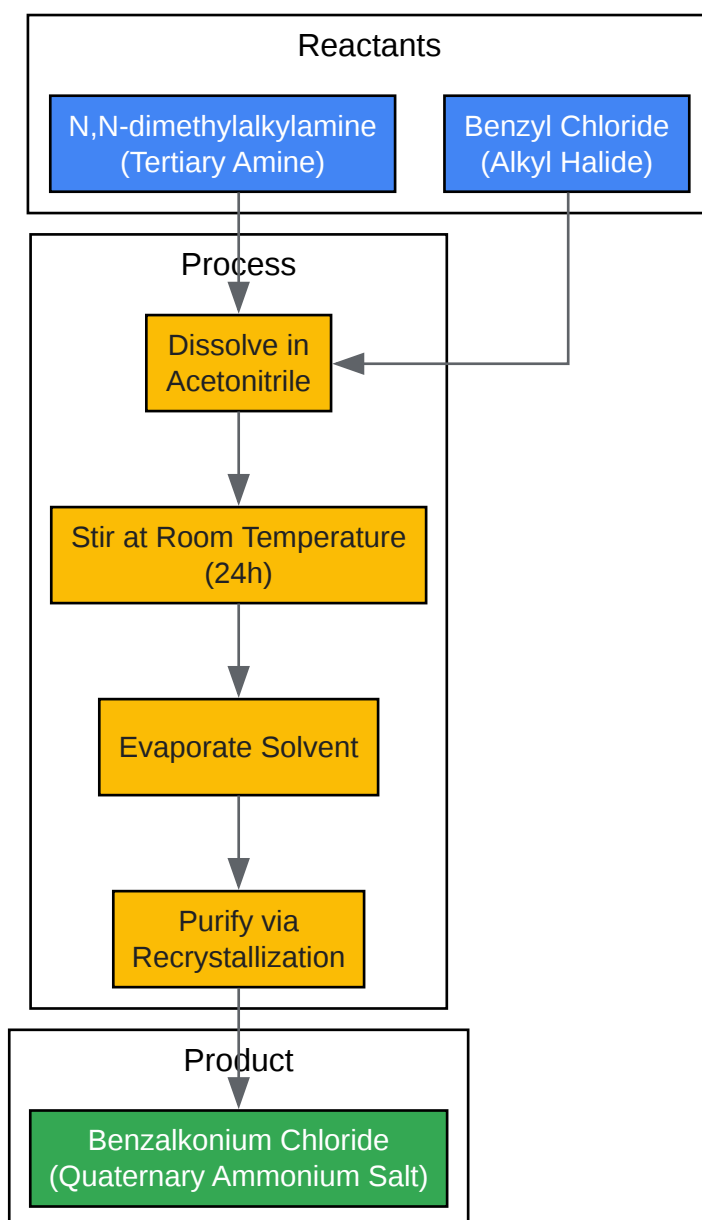 Reactants
N,N-dimethylalkylamine
(Tertiary Amine)
Benzyl Chloride
(Alkyl Halide)
Process
Dissolve in
Acetonitrile
Stir at Room Temperature
(24h)
Evaporate Solvent
Purify via
Recrystallization
Product
Benzalkonium Chloride
(Quaternary Ammonium Salt)